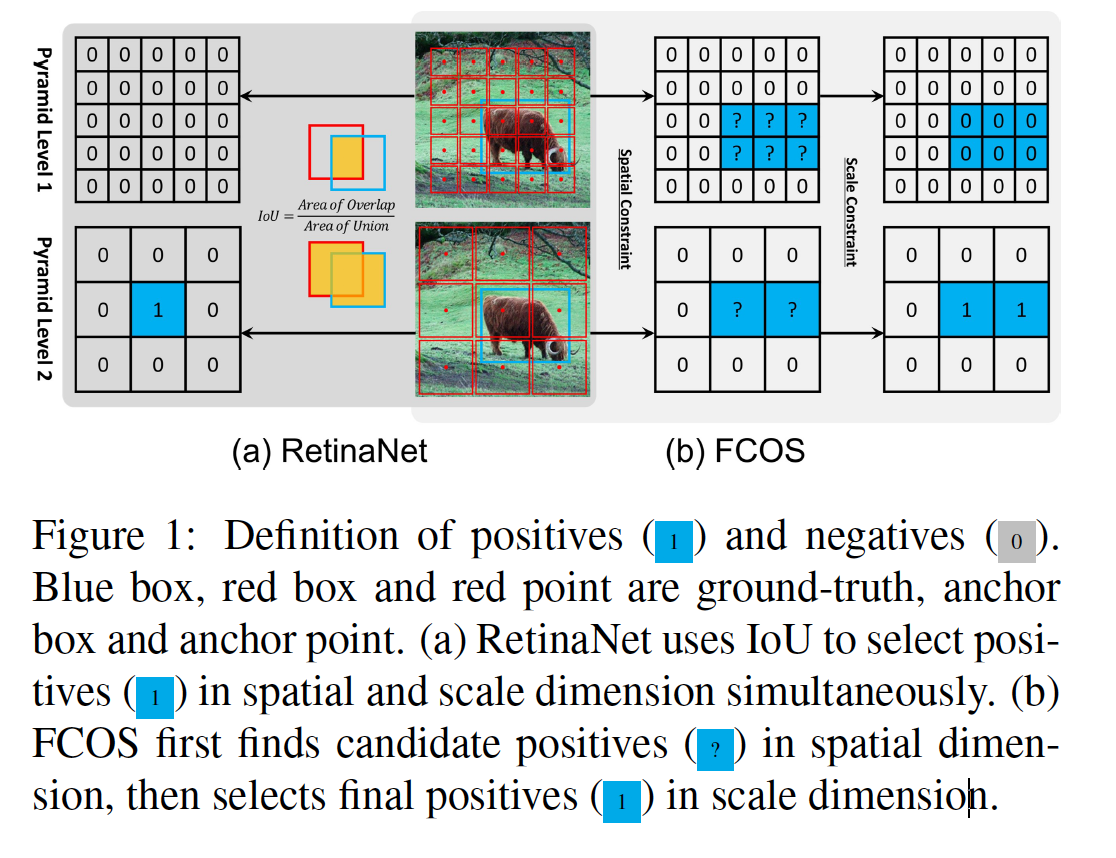 Pyramid Level 1
0 0 0 0 0
0 0 0 0 0
0 0 0 0 0
0 0 0 0 0
0 0 0 0 0
IoU = Area of Overlap / Area of Union
0 0 0 0 0
0 0 0 0 0
0 0 ? ? ?
0 0 ? ? ?
0 0 0 0 0
Spatial Constraint
Scale Constraint
0 0 0 0 0
0 0 0 0 0
0 0 0 0 0
0 0 0 0 0
0 0 0 0 0
Pyramid Level 2
0 0 0
0 1 0
0 0 0
0 0 0
0 ? ?
0 0 0
0 0 0
0 1 1
0 0 0
(a) RetinaNet
(b) FCOS
Figure 1: Definition of positives ( 1 ) and negatives ( 0 ).
Blue box, red box and red point are ground-truth, anchor
box and anchor point. (a) RetinaNet uses IoU to select posi-
tives ( 1 ) in spatial and scale dimension simultaneously. (b)
FCOS first finds candidate positives ( ? ) in spatial dimen-
sion, then selects final positives ( 1 ) in scale dimension.